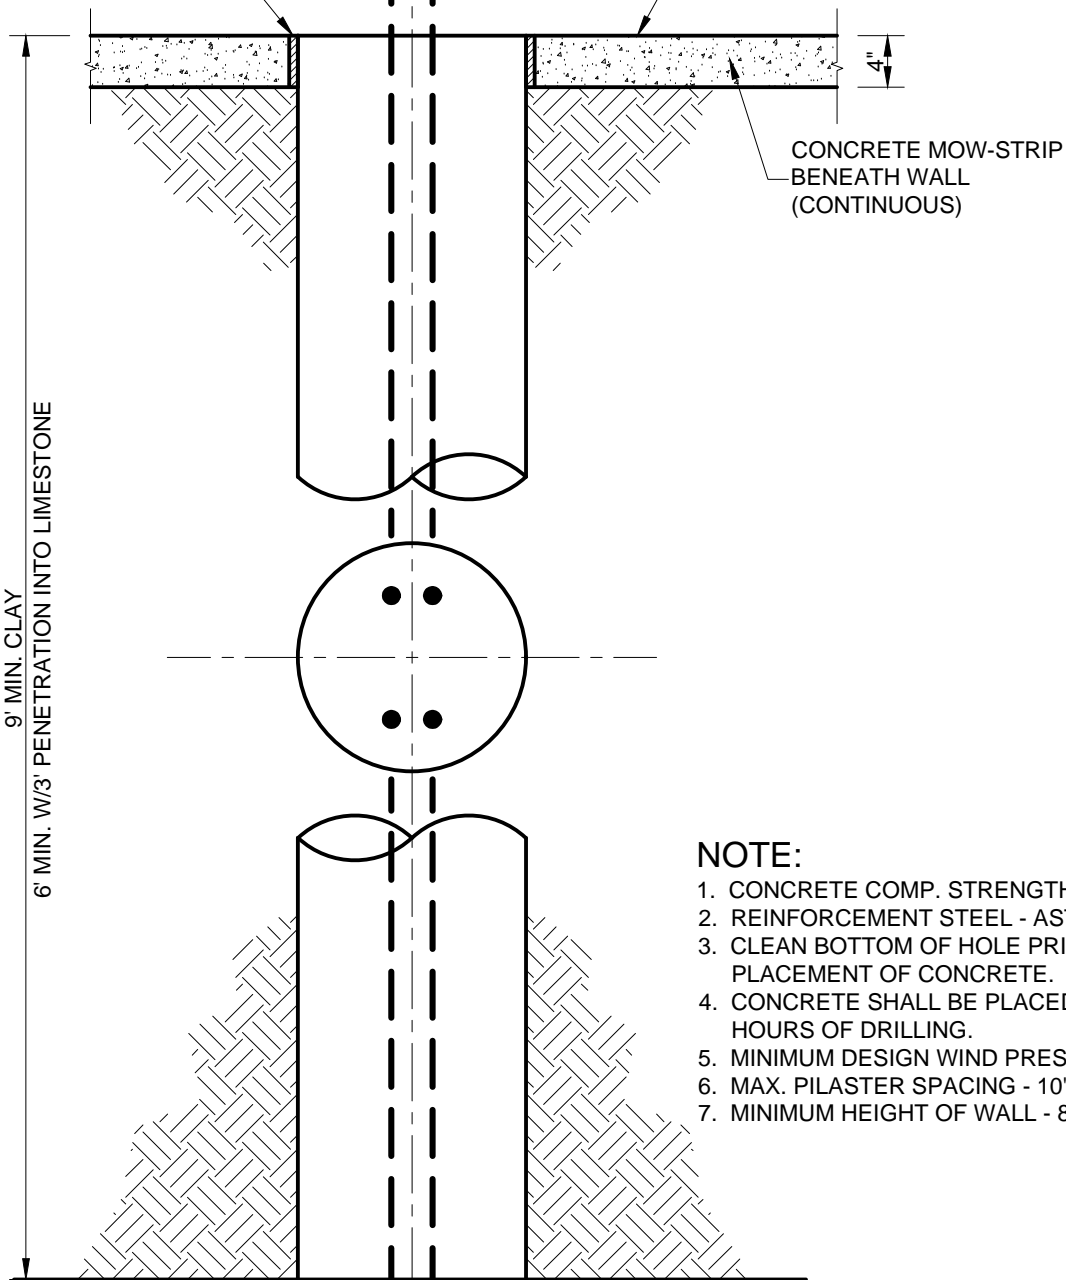 4"
CONCRETE MOW-STRIP
BENEATH WALL
(CONTINUOUS)
9' MIN. CLAY
6' MIN. W/3' PENETRATION INTO LIMESTONE
NOTE:
1. CONCRETE COMP. STRENGTH
2. REINFORCEMENT STEEL - AS
3. CLEAN BOTTOM OF HOLE PRI
PLACEMENT OF CONCRETE.
4. CONCRETE SHALL BE PLACED
HOURS OF DRILLING.
5. MINIMUM DESIGN WIND PRES
6. MAX. PILASTER SPACING - 10'
7. MINIMUM HEIGHT OF WALL - 8